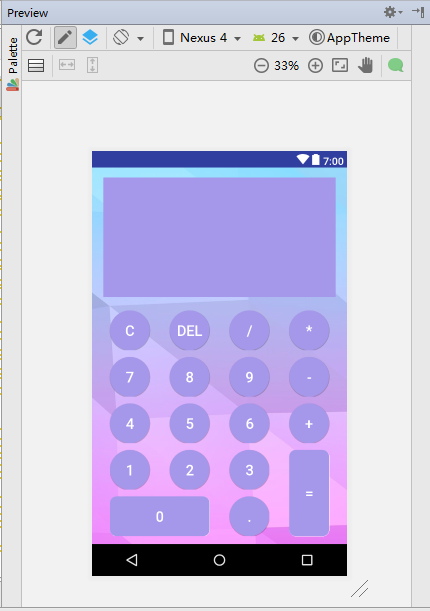 Preview
Palette
Nexus 4 26 AppTheme
33%
7:00
C DEL / *
7 8 9 -
4 5 6 +
1 2 3
=
0 .